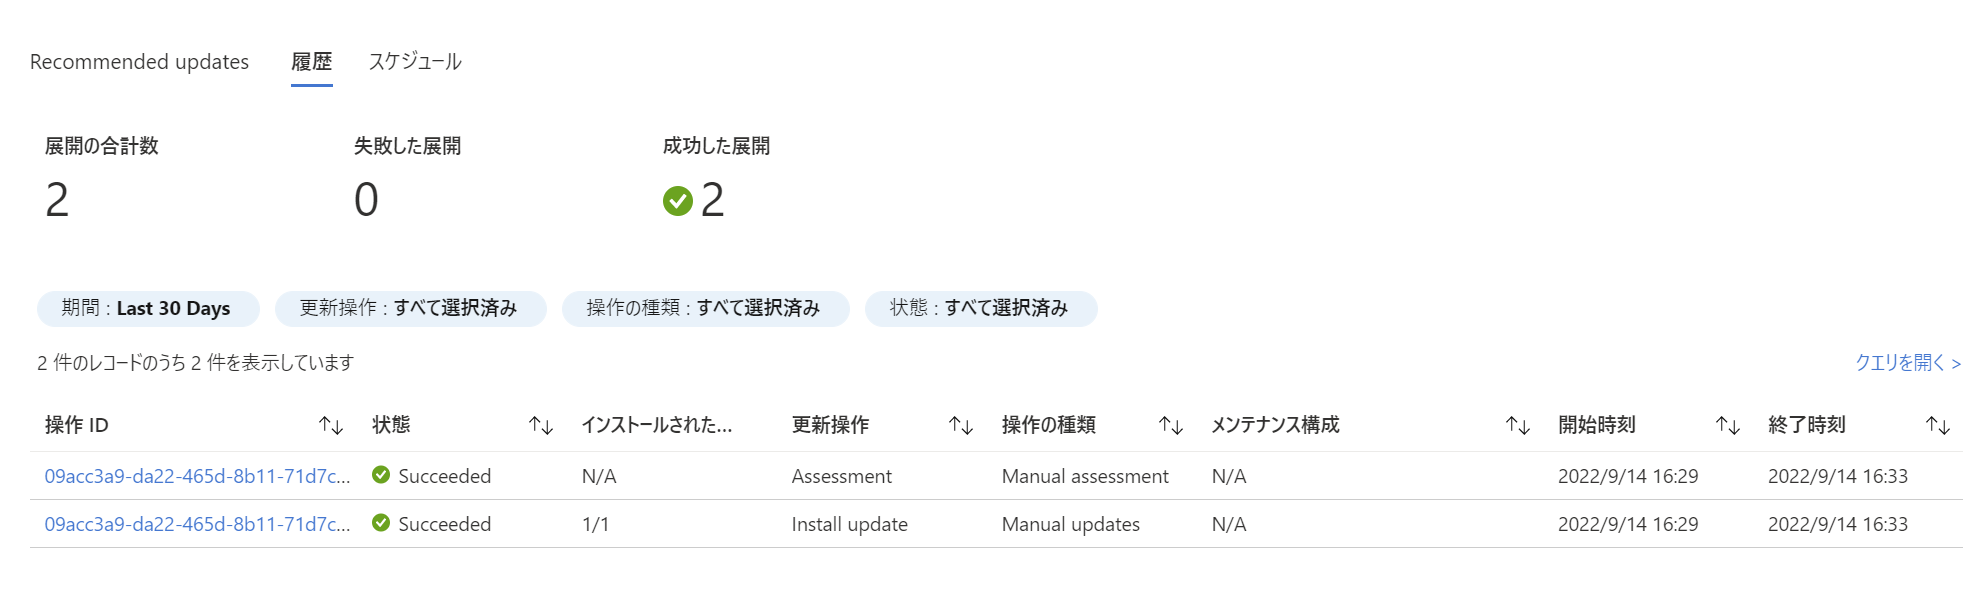 Recommended updates 履歴 スケジュール
展開の合計数 失敗した展開 成功した展開
2 0 2
期間 : Last 30 Days 更新操作 : すべて選択済み 操作の種類 : すべて選択済み 状態 : すべて選択済み
2 件のレコードのうち 2 件を表示しています クエリを開く >
操作 ID ↑↓ 状態 ↑↓ インストールされた... 更新操作 ↑↓ 操作の種類 ↑↓ メンテナンス構成 ↑↓ 開始時刻 ↑↓ 終了時刻 ↑↓
09acc3a9-da22-465d-8b11-71d7c... Succeeded N/A Assessment Manual assessment N/A 2022/9/14 16:29 2022/9/14 16:33
09acc3a9-da22-465d-8b11-71d7c... Succeeded 1/1 Install update Manual updates N/A 2022/9/14 16:29 2022/9/14 16:33